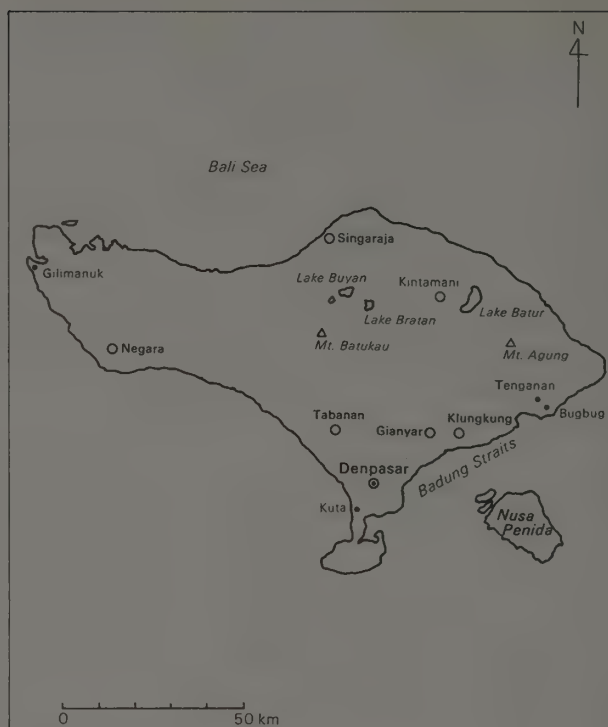 N
Bali Sea
Singaraja
Gilimanuk
Lake Buyan
Kintamani
Lake Bratan
Lake Batur
Mt. Batukau
Mt. Agung
Negara
Tenganan
Bugbug
Tabanan
Gianyar
Klungkung
Denpasar
Badung Straits
Kuta
Nusa
Penida
0
50 km